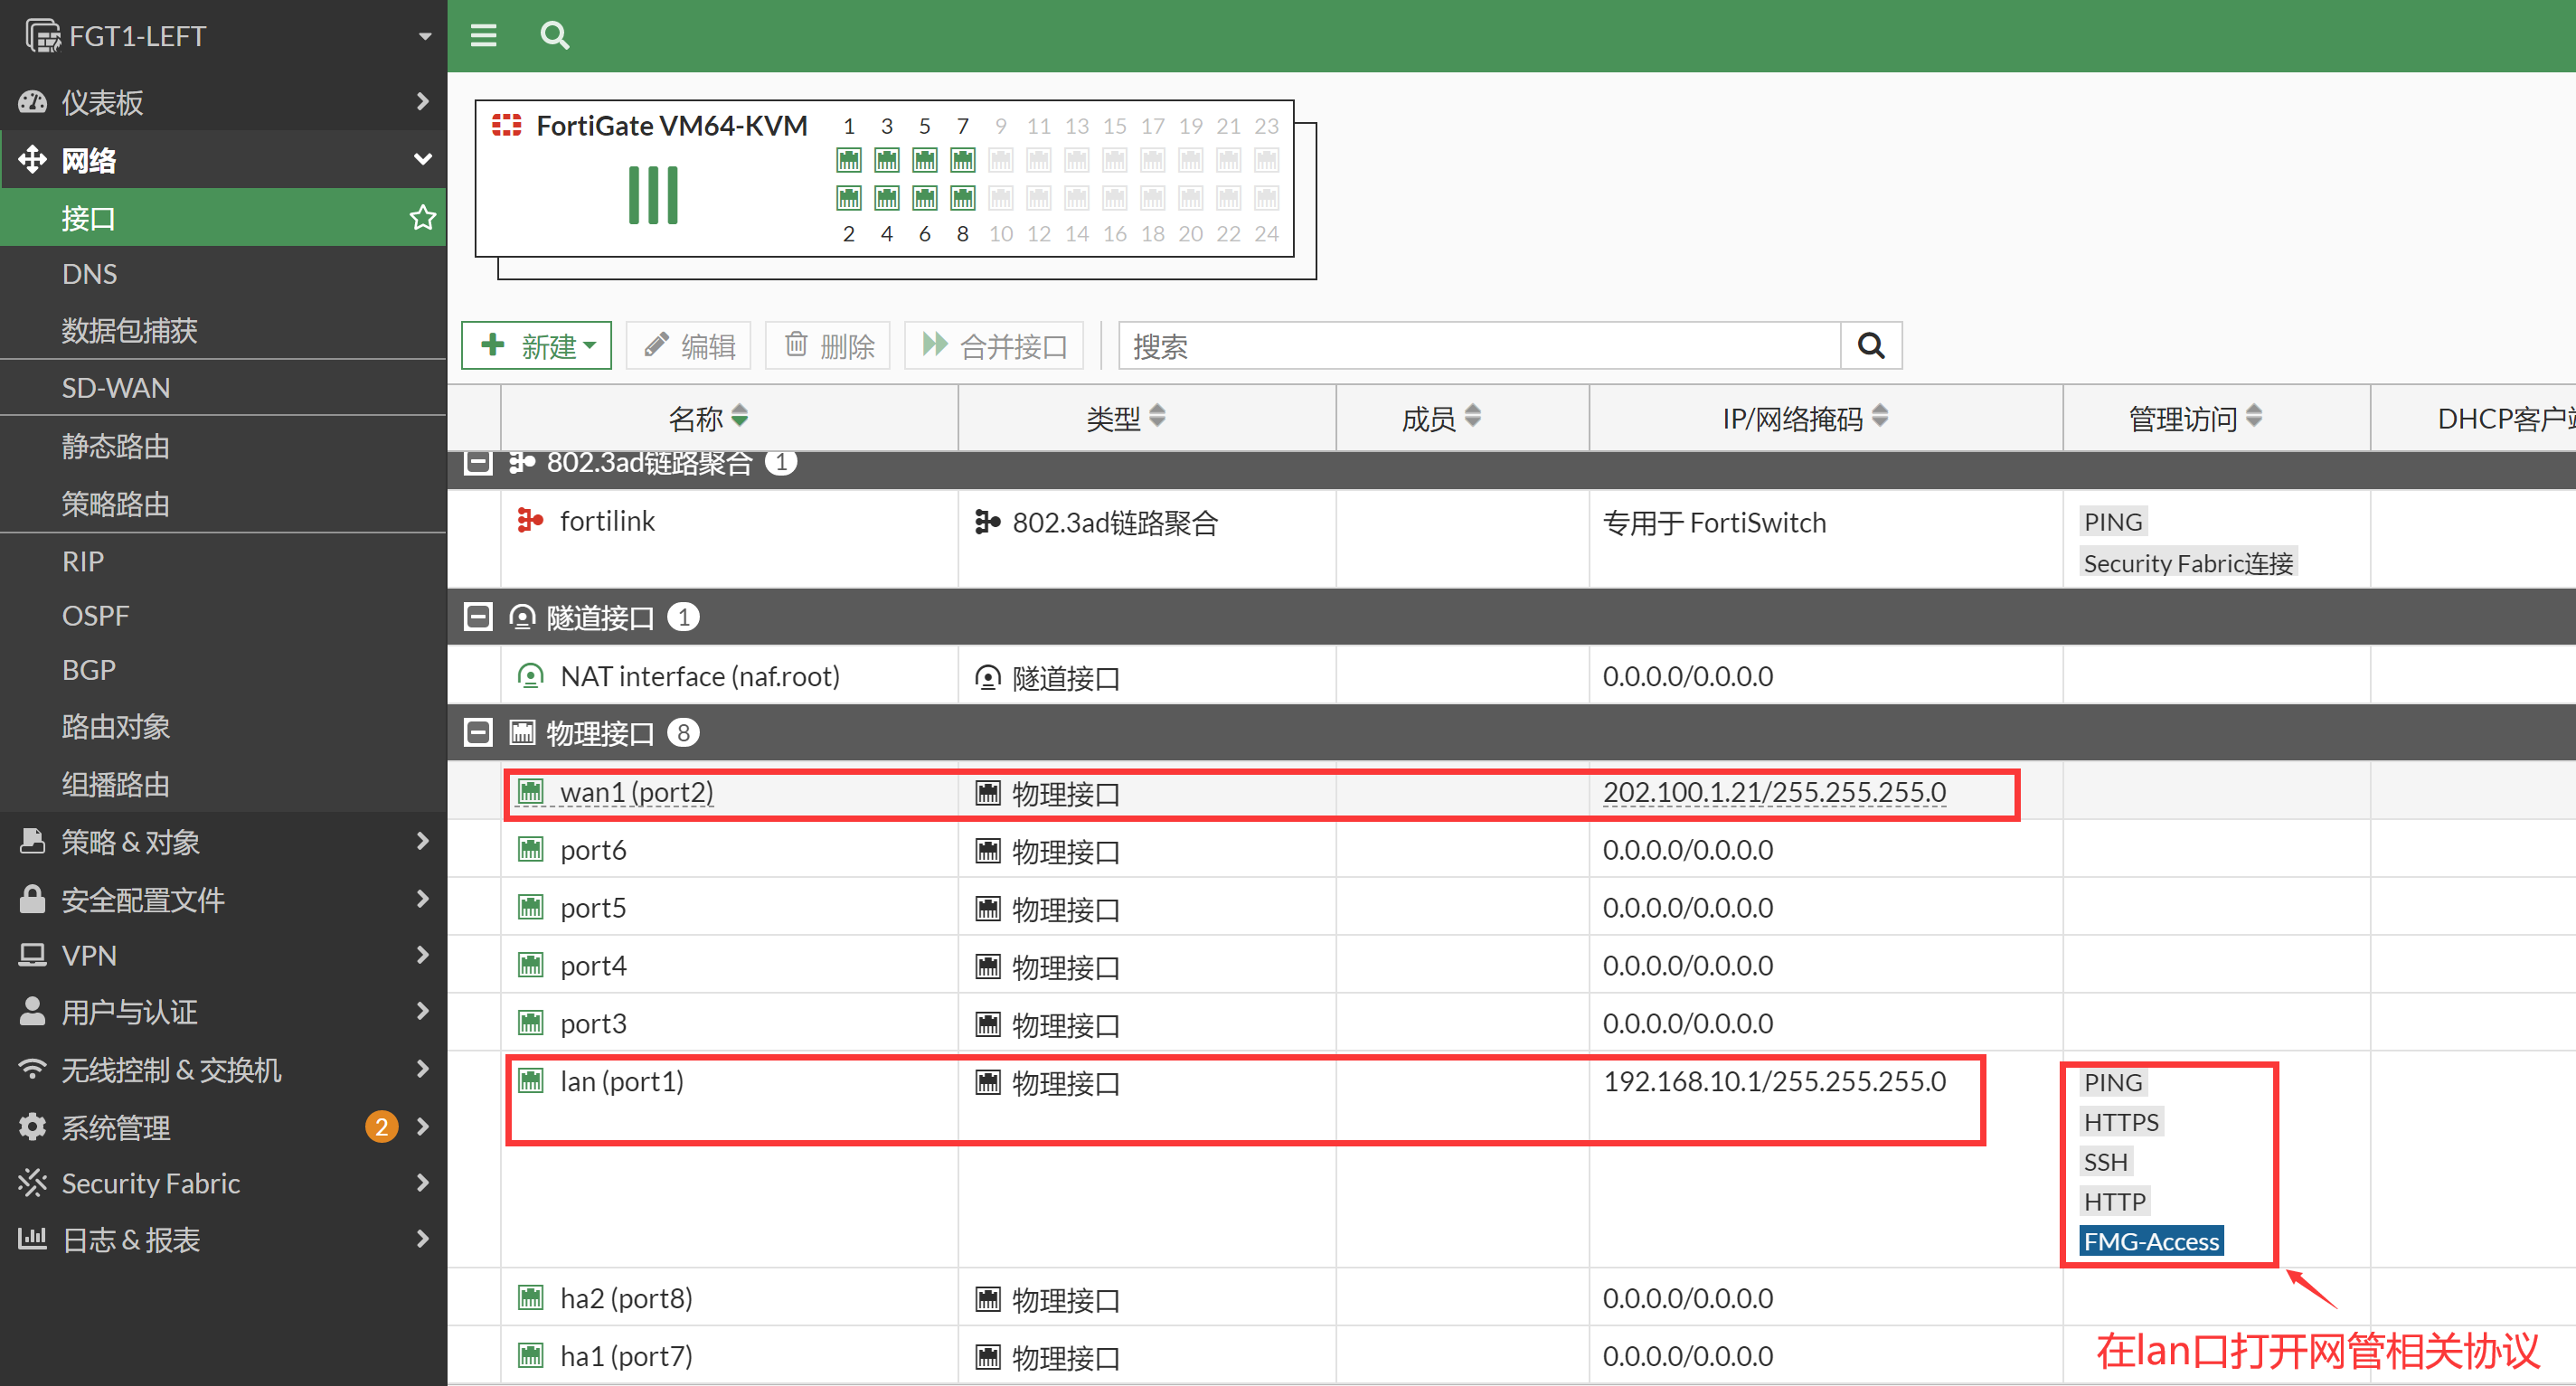 FGT1-LEFT
仪表板
网络
接口
DNS
数据包捕获
SD-WAN
静态路由
策略路由
RIP
OSPF
BGP
路由对象
组播路由
策略 & 对象
安全配置文件
VPN
用户与认证
无线控制 & 交换机
系统管理 2
Security Fabric
日志 & 报表
FortiGate VM64-KVM
1 3 5 7 9 11 13 15 17 19 21 23
2 4 6 8 10 12 14 16 18 20 22 24
新建 编辑 删除 合并接口 搜索
名称 类型 成员 IP/网络掩码 管理访问 DHCP客户端
802.3ad链路聚合 1
fortilink 802.3ad链路聚合 专用于 FortiSwitch PING
Security Fabric连接
隧道接口 1
NAT interface (naf.root) 隧道接口 0.0.0.0/0.0.0.0
物理接口 8
wan1 (port2) 物理接口 202.100.1.21/255.255.255.0
port6 物理接口 0.0.0.0/0.0.0.0
port5 物理接口 0.0.0.0/0.0.0.0
port4 物理接口 0.0.0.0/0.0.0.0
port3 物理接口 0.0.0.0/0.0.0.0
lan (port1) 物理接口 192.168.10.1/255.255.255.0 PING
HTTPS
SSH
HTTP
FMG-Access
ha2 (port8) 物理接口 0.0.0.0/0.0.0.0
ha1 (port7) 物理接口 0.0.0.0/0.0.0.0
在lan口打开网管相关协议